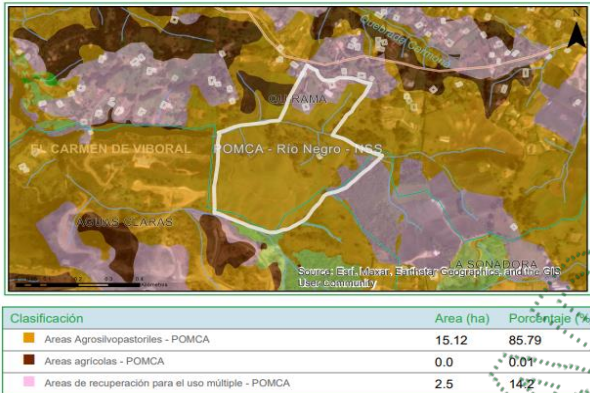 N
Quebrada Cimarronas
QUIRAMA
EL CARMEN DE VIBORAL
POMCA - Río Negro - NSS
AGUAS CLARAS
LA SONADORA
Source: Esri, Maxar, Earthstar Geographics, and the GIS
User Community
Clasificación Area (ha) Porcentaje (%
Areas Agrosilvopastoriles - POMCA 15.12 85.79
Areas agrícolas - POMCA 0.0 0.01
Areas de recuperación para el uso múltiple - POMCA 2.5 14.2